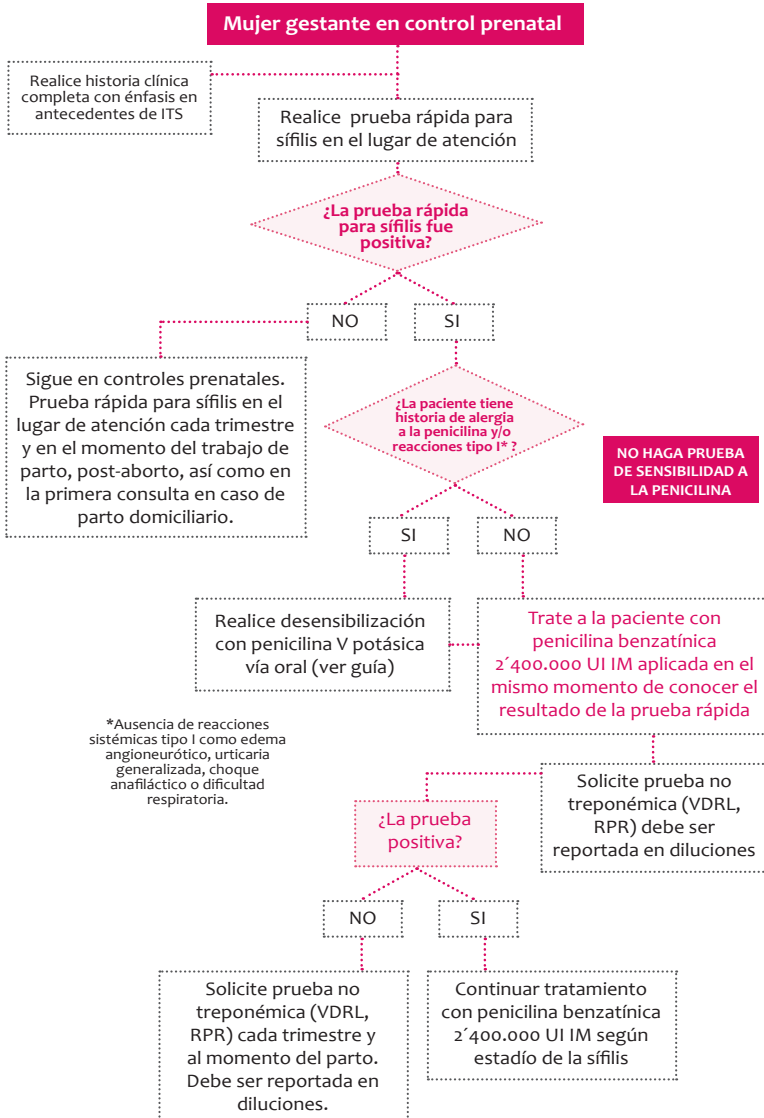 Mujer gestante en control prenatal
Realice historia clínica
completa con énfasis en
antecedentes de ITS
Realice prueba rápida para
sífilis en el lugar de atención
¿La prueba rápida
para sífilis fue
positiva?
NO
SI
Sigue en controles prenatales.
Prueba rápida para sífilis en el
lugar de atención cada trimestre
y en el momento del trabajo de
parto, post-aborto, así como en
la primera consulta en caso de
parto domiciliario.
¿La paciente tiene
historia de alergia
a la penicilina y/o
reacciones tipo I* ?
NO HAGA PRUEBA
DE SENSIBILIDAD A
LA PENICILINA
SI
NO
Realice desensibilización
con penicilina V potásica
vía oral (ver guía)
Trate a la paciente con
penicilina benzatínica
2´400.000 UI IM aplicada en el
mismo momento de conocer el
resultado de la prueba rápida
*Ausencia de reacciones
sistémicas tipo I como edema
angioneurótico, urticaria
generalizada, choque
anafiláctico o dificultad
respiratoria.
Solicite prueba no
treponémica (VDRL,
RPR) debe ser
reportada en diluciones
¿La prueba
positiva?
NO
SI
Solicite prueba no
treponémica (VDRL,
RPR) cada trimestre y
al momento del parto.
Debe ser reportada en
diluciones.
Continuar tratamiento
con penicilina benzatínica
2´400.000 UI IM según
estadío de la sífilis